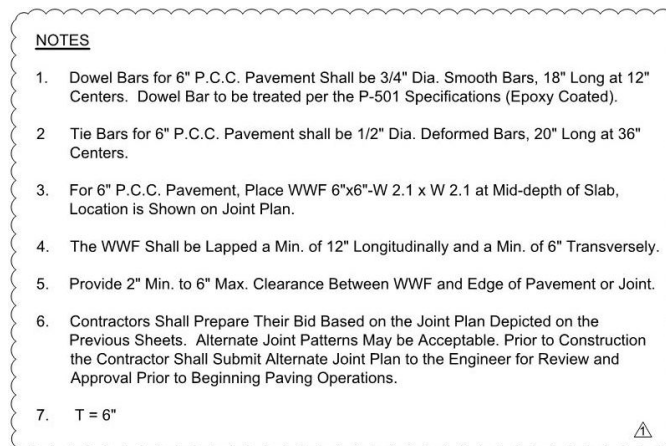 NOTES
1. Dowel Bars for 6" P.C.C. Pavement Shall be 3/4" Dia. Smooth Bars, 18" Long at 12"
Centers. Dowel Bar to be treated per the P-501 Specifications (Epoxy Coated).
2 Tie Bars for 6" P.C.C. Pavement shall be 1/2" Dia. Deformed Bars, 20" Long at 36"
Centers.
3. For 6" P.C.C. Pavement, Place WWF 6"x6"-W 2.1 x W 2.1 at Mid-depth of Slab,
Location is Shown on Joint Plan.
4. The WWF Shall be Lapped a Min. of 12" Longitudinally and a Min. of 6" Transversely.
5. Provide 2" Min. to 6" Max. Clearance Between WWF and Edge of Pavement or Joint.
6. Contractors Shall Prepare Their Bid Based on the Joint Plan Depicted on the
Previous Sheets. Alternate Joint Patterns May be Acceptable. Prior to Construction
the Contractor Shall Submit Alternate Joint Plan to the Engineer for Review and
Approval Prior to Beginning Paving Operations.
7. T = 6"
1